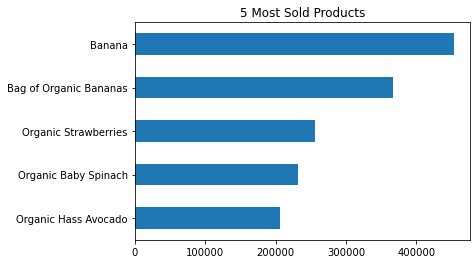 5 Most Sold Products
Banana
Bag of Organic Bananas
Organic Strawberries
Organic Baby Spinach
Organic Hass Avocado
0 100000 200000 300000 400000